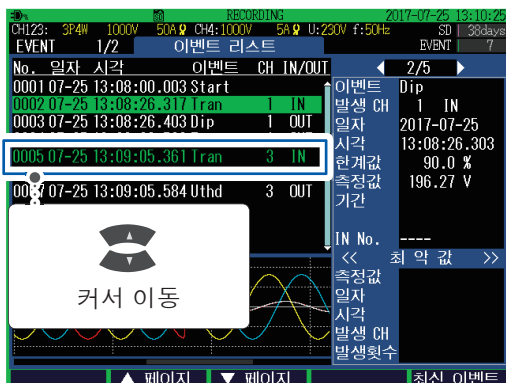 RECORDING 2017-07-25 13:10:25
CH123: 3P4W 1000V 50A CH4:1000V 5A U:230V f:50Hz SD 38days
EVENT 1/2 이벤트 리스트 EVENT 7
No. 일자 시각 이벤트 CH IN/OUT
0001 07-25 13:08:00.003 Start
0002 07-25 13:08:26.317 Tran 1 IN
0003 07-25 13:08:26.403 Dip 1 OUT
0005 07-25 13:09:05.361 Tran 3 IN
07-25 13:09:05.584 Uthd 3 OUT
커서 이동
2/5
이벤트 Dip
발생 CH 1 IN
일자 2017-07-25
시각 13:08:26.303
한계값 90.0 %
측정값 196.27 V
기간
IN No. ----
<< 최 악 값 >>
측정값
일자
시각
발생 CH
발생횟수
▲ 페이지 ▼ 페이지 최신 이벤트